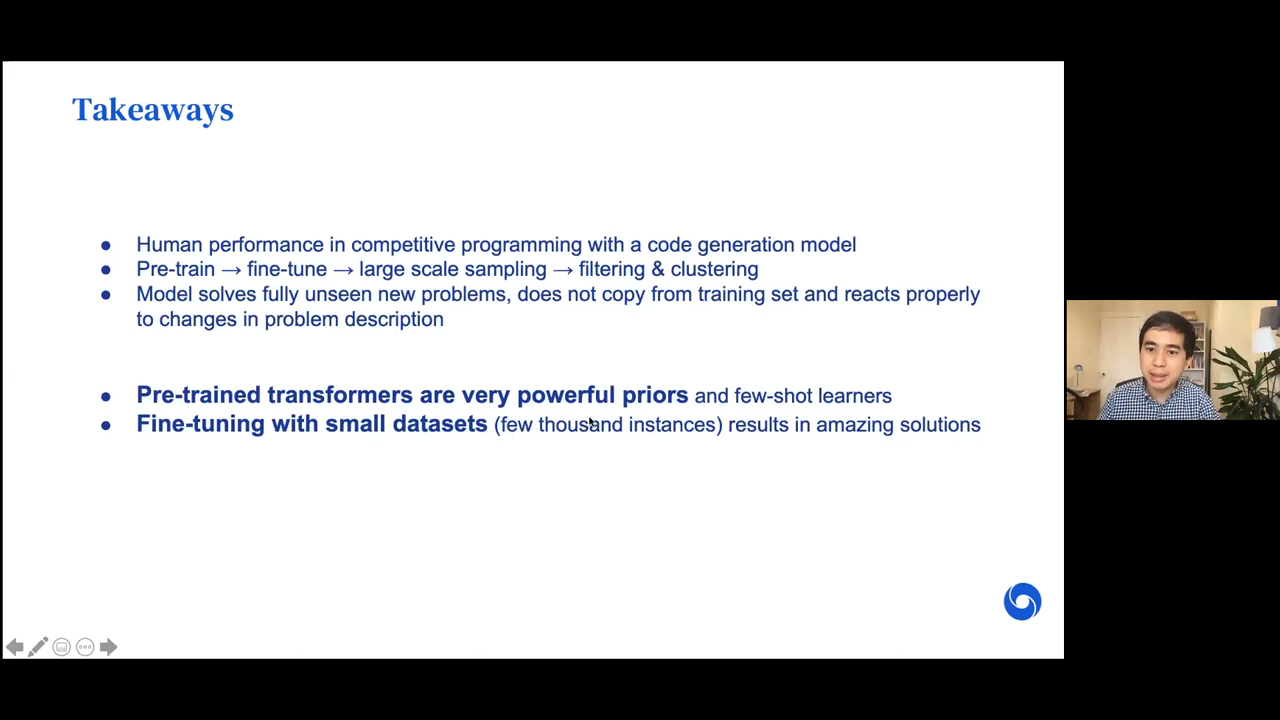 Takeaways
● Human performance in competitive programming with a code generation model
● Pre-train → fine-tune → large scale sampling → filtering & clustering
● Model solves fully unseen new problems, does not copy from training set and reacts properly
to changes in problem description
● Pre-trained transformers are very powerful priors and few-shot learners
● Fine-tuning with small datasets (few thousand instances) results in amazing solutions